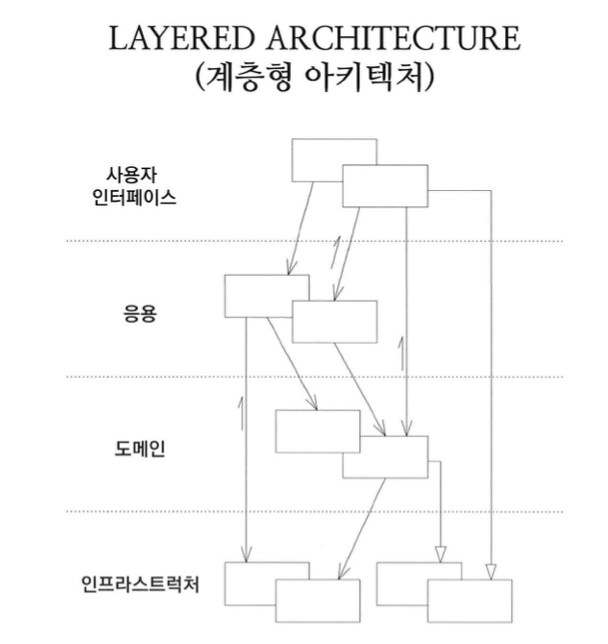 LAYERED ARCHITECTURE
(계층형 아키텍처)
사용자
인터페이스
응용
도메인
인프라스트럭처